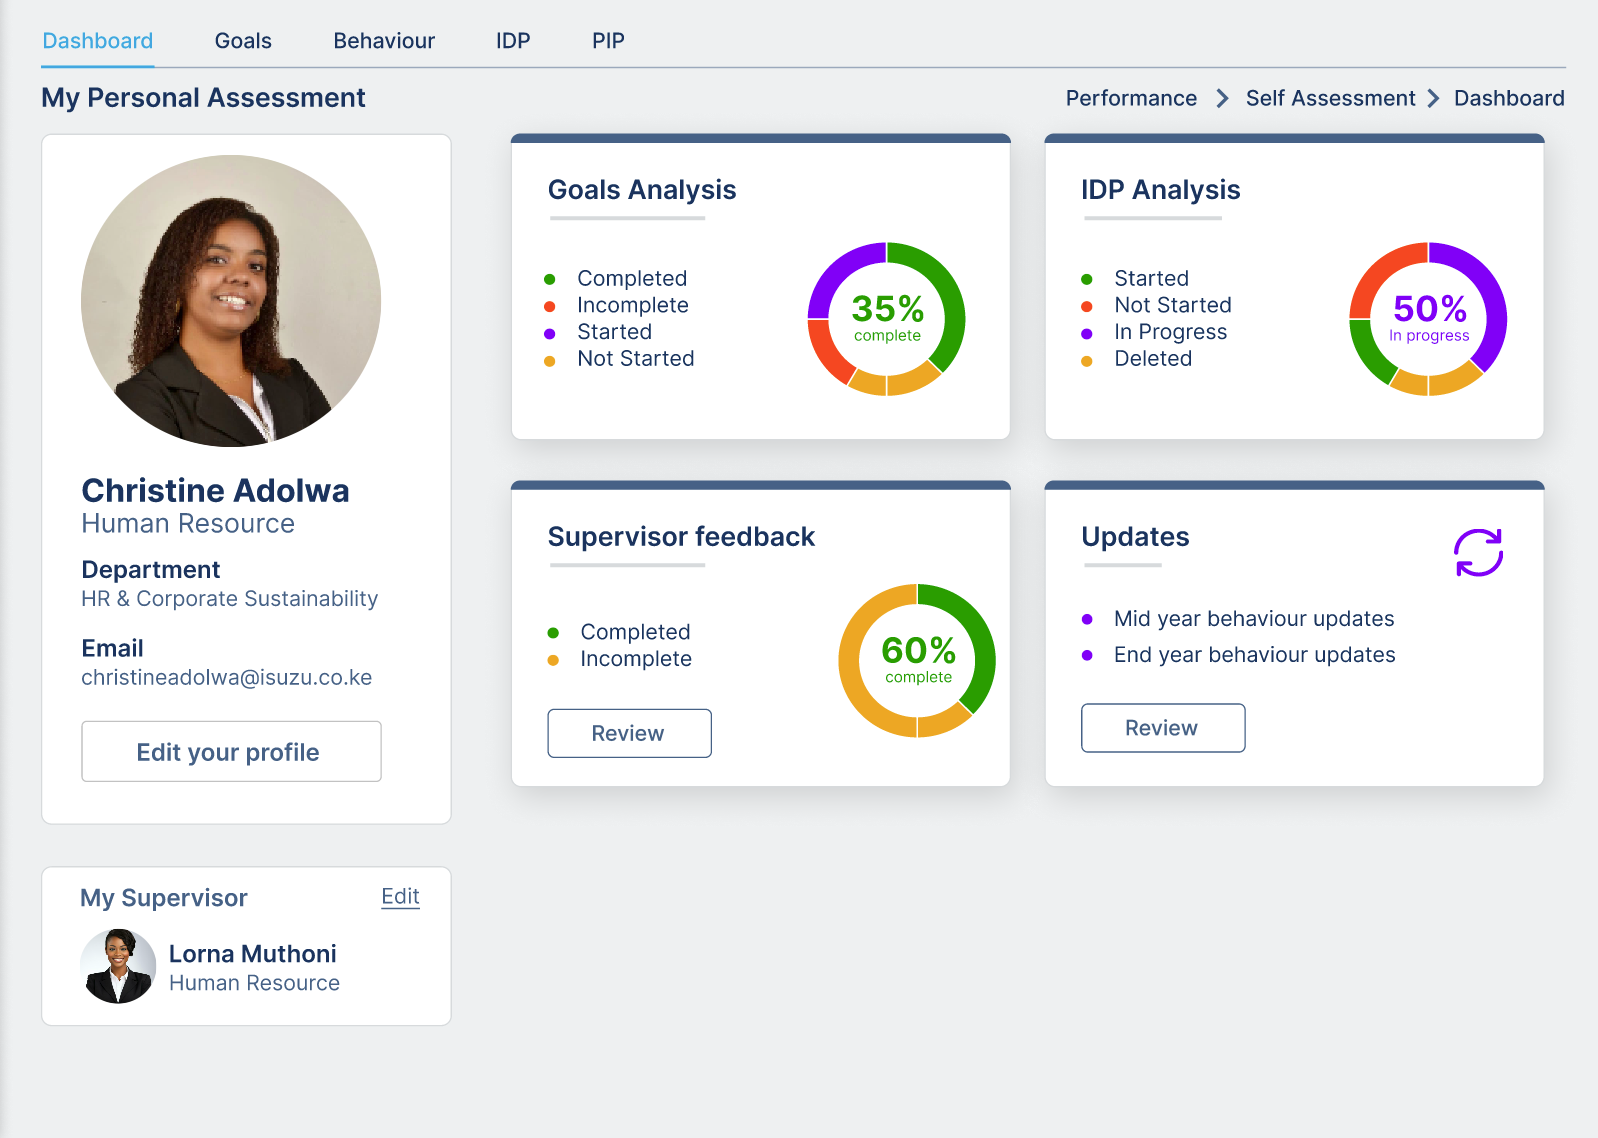 Dashboard
Goals
Behaviour
IDP
PIP
My Personal Assessment
Performance
Self Assessment
Dashboard
Christine Adolwa
Human Resource
Department
HR & Corporate Sustainability
Email
christineadolwa@isuzu.co.ke
Edit your profile
My Supervisor
Edit
Lorna Muthoni
Human Resource
Goals Analysis
Completed
Incomplete
Started
Not Started
35%
complete
IDP Analysis
Started
Not Started
In Progress
Deleted
50%
In progress
Supervisor feedback
Completed
Incomplete
60%
complete
Review
Updates
Mid year behaviour updates
End year behaviour updates
Review